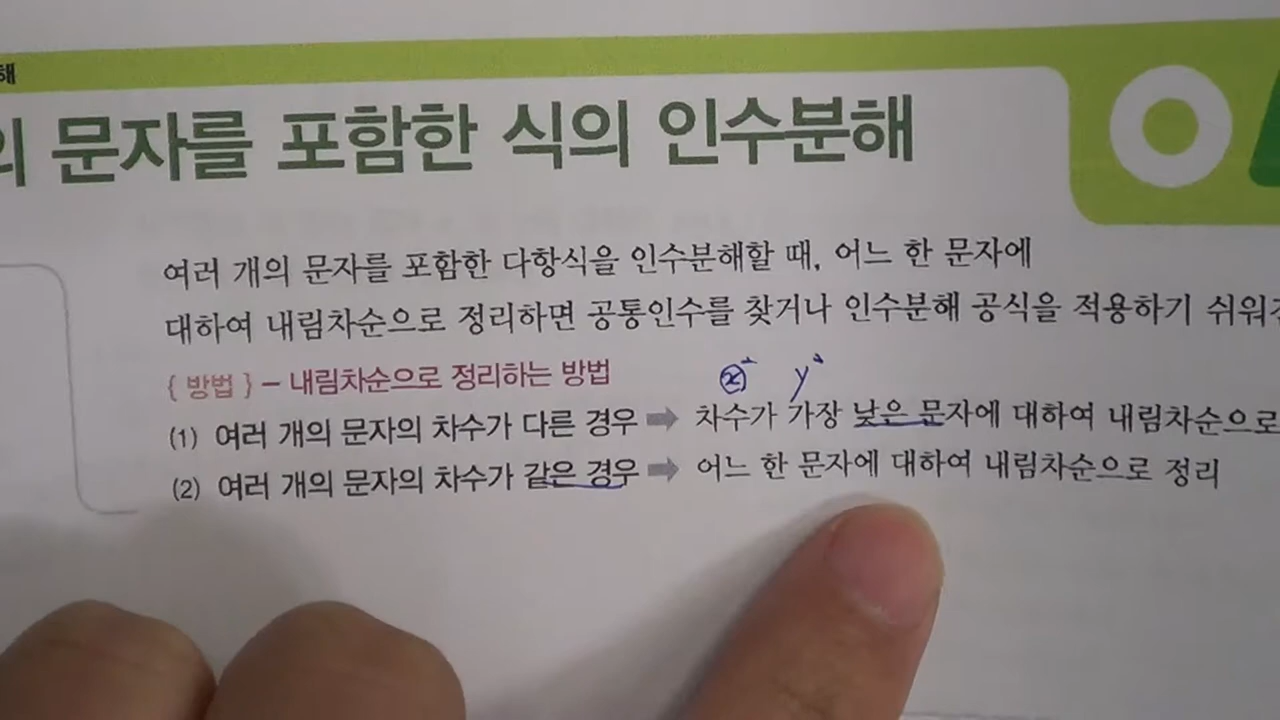 해
의 문자를 포함한 식의 인수분해
여러 개의 문자를 포함한 다항식을 인수분해할 때, 어느 한 문자에
대하여 내림차순으로 정리하면 공통인수를 찾거나 인수분해 공식을 적용하기 쉬워
{ 방법 } – 내림차순으로 정리하는 방법
x² y³
(1) 여러 개의 문자의 차수가 다른 경우 ➡ 차수가 가장 낮은 문자에 대하여 내림차순으로
(2) 여러 개의 문자의 차수가 같은 경우 ➡ 어느 한 문자에 대하여 내림차순으로 정리